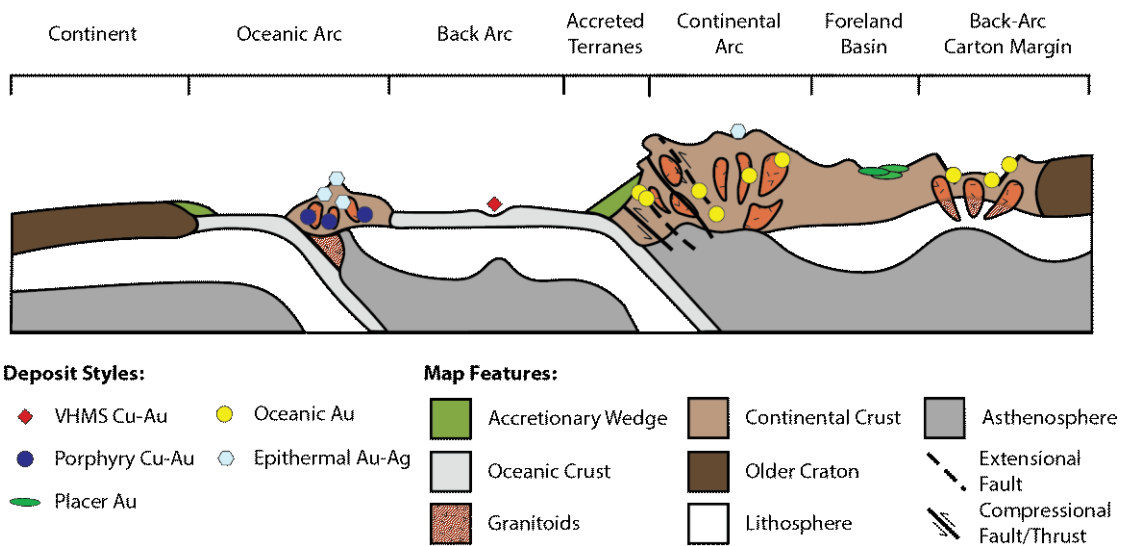 Continent
Oceanic Arc
Back Arc
Accreted
Terranes
Continental
Arc
Foreland
Basin
Back-Arc
Carton Margin
Deposit Styles:
VHMS Cu-Au
Oceanic Au
Porphyry Cu-Au
Epithermal Au-Ag
Placer Au
Map Features:
Accretionary Wedge
Continental Crust
Asthenosphere
Oceanic Crust
Older Craton
Extensional
Fault
Granitoids
Lithosphere
Compressional
Fault/Thrust